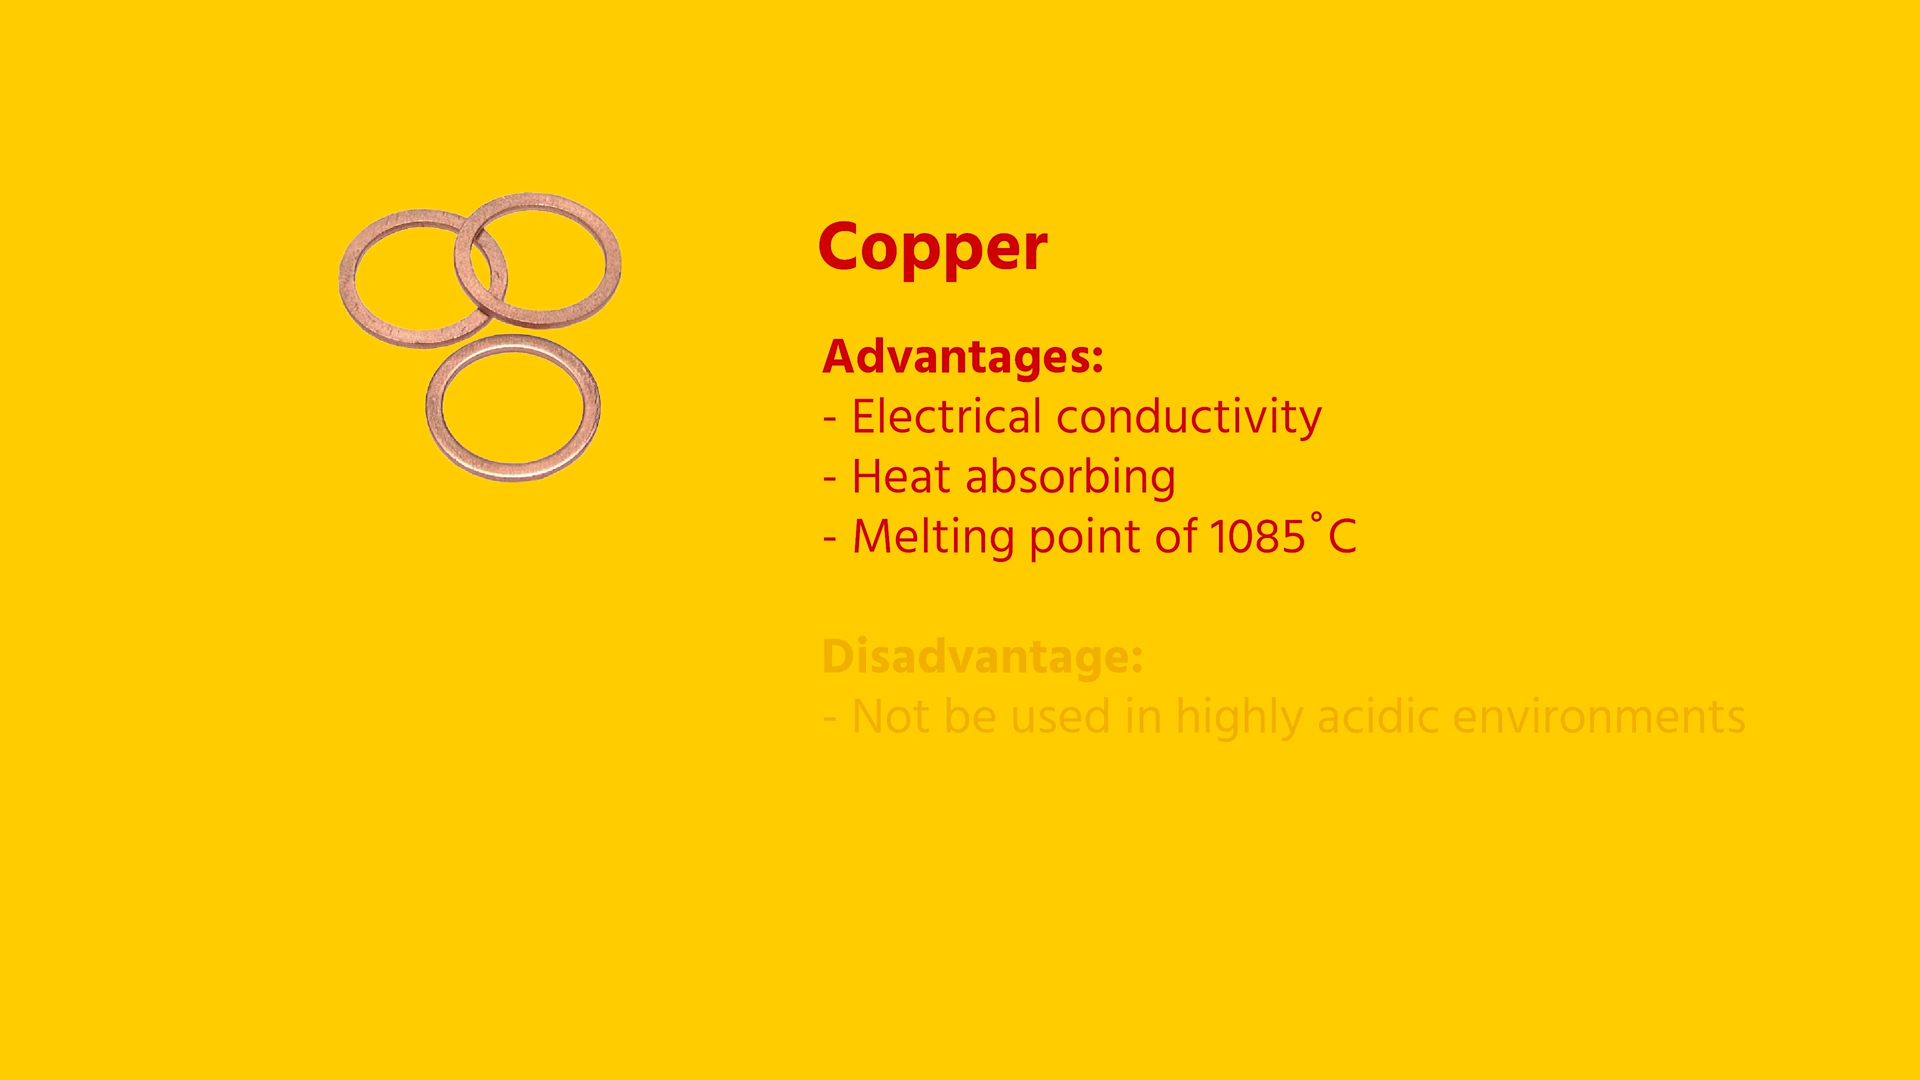 Copper
Advantages:
- Electrical conductivity
- Heat absorbing
- Melting point of 1085˚C
Disadvantage:
- Not be used in highly acidic environments